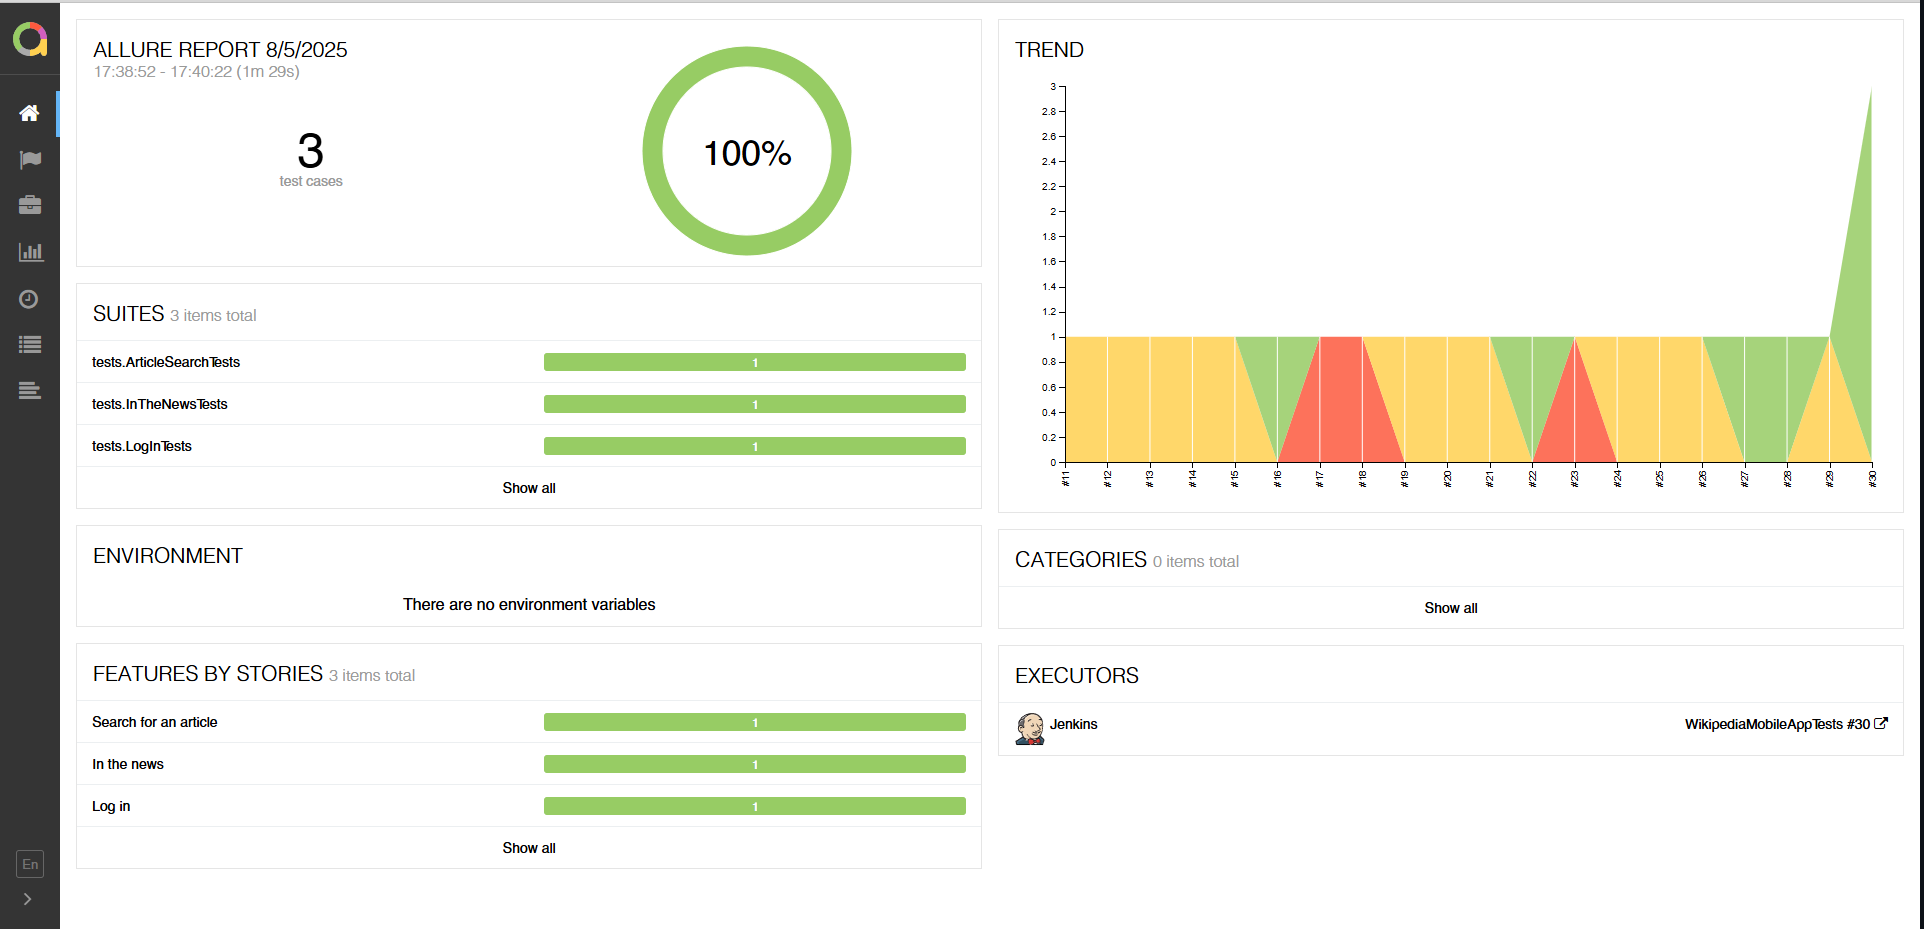 ALLURE REPORT 8/5/2025
17:38:52 - 17:40:22 (1m 29s)
3
test cases
100%
SUITES 3 items total
tests.ArticleSearchTests 1
tests.InTheNewsTests 1
tests.LogInTests 1
Show all
ENVIRONMENT
There are no environment variables
FEATURES BY STORIES 3 items total
Search for an article 1
In the news 1
Log in 1
Show all
En
TREND
3
2.8
2.6
2.4
2.2
2
1.8
1.6
1.4
1.2
1
0.8
0.6
0.4
0.2
0
#11 #12 #13 #14 #15 #16 #17 #18 #19 #20 #21 #22 #23 #24 #25 #26 #27 #28 #29 #30
CATEGORIES 0 items total
Show all
EXECUTORS
Jenkins WikipediaMobileAppTests #30